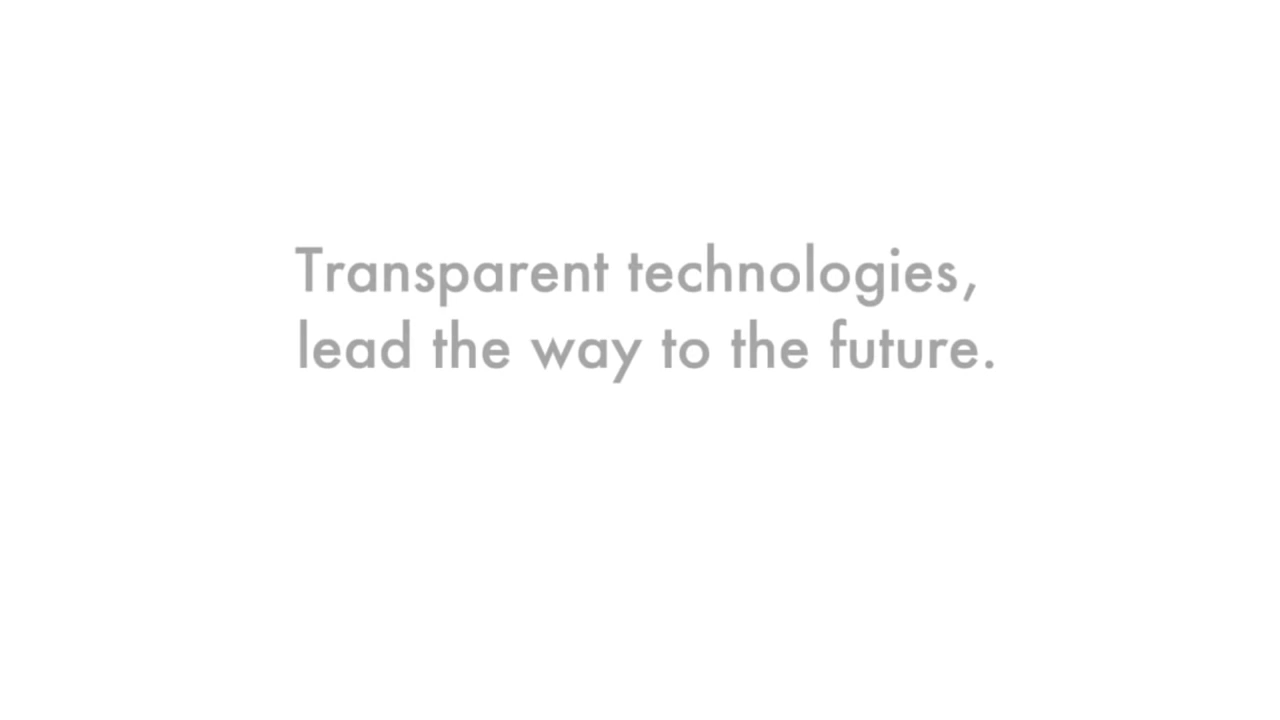 Transparent technologies,
lead the way to the future.